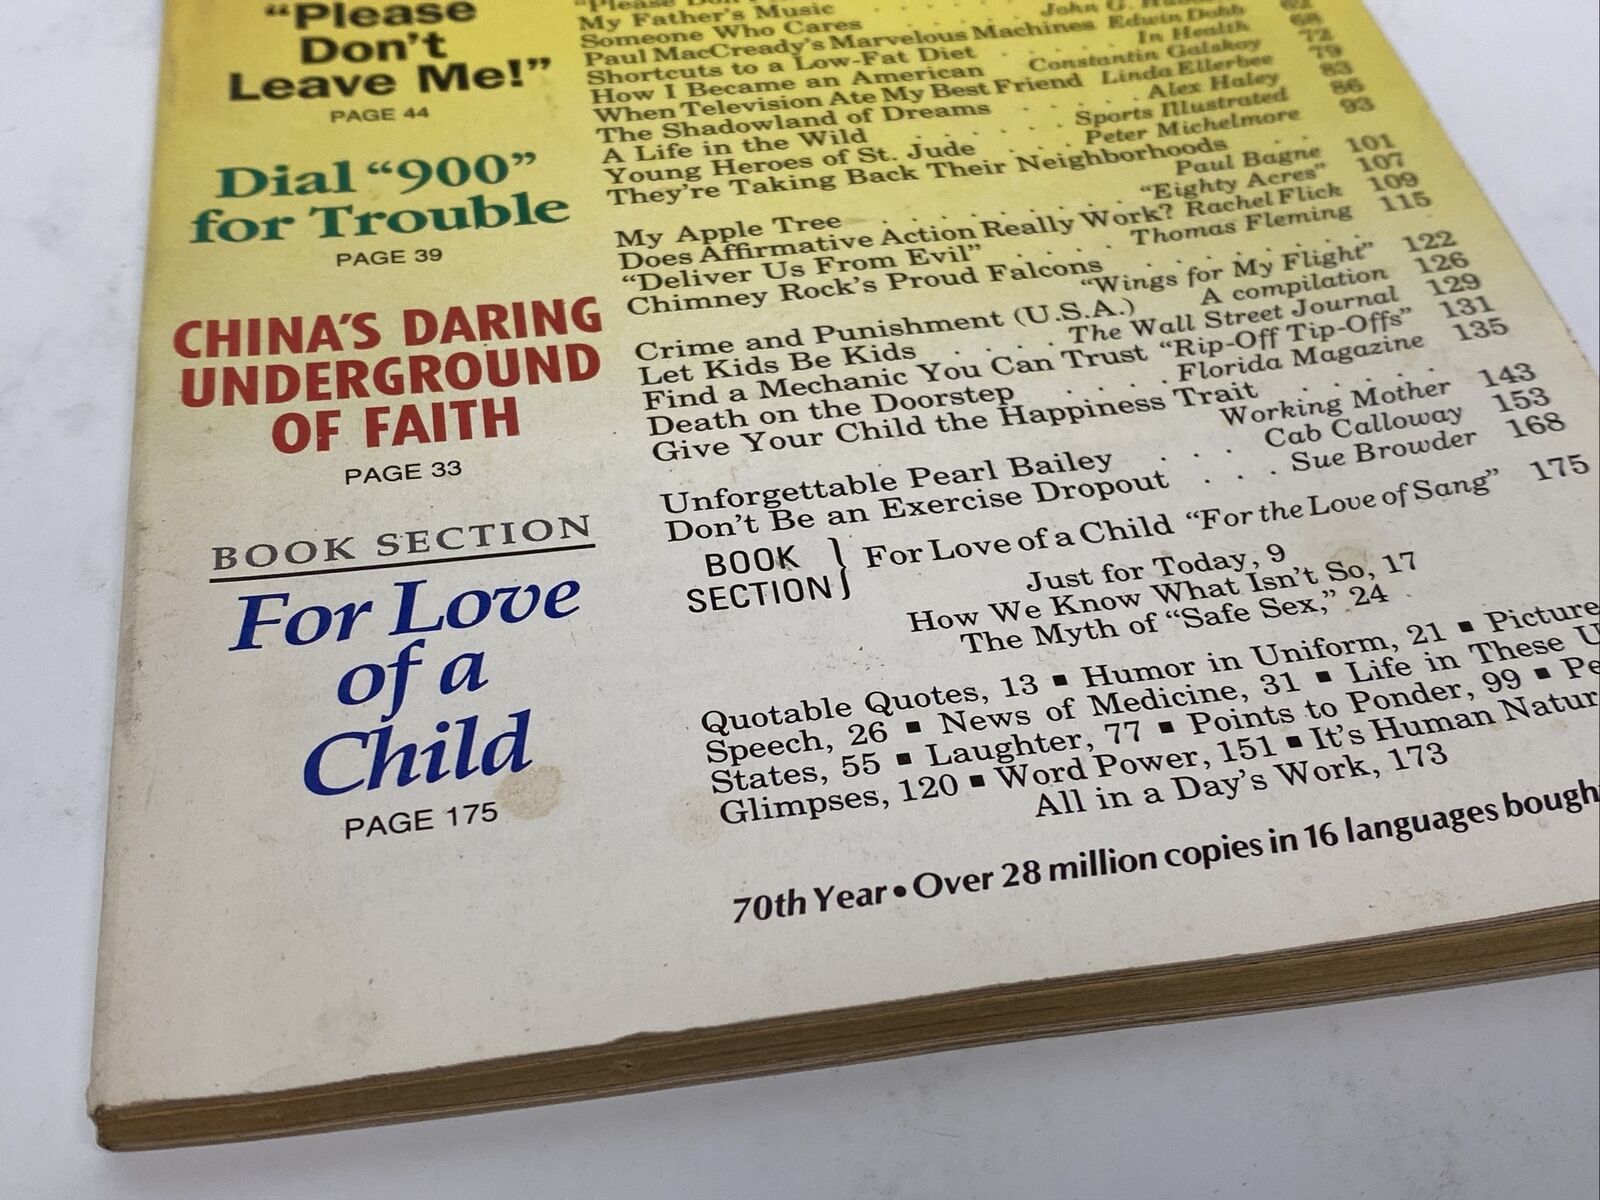 "Please
Don't
Leave Me!"
PAGE 44
Dial "900"
for Trouble
PAGE 39
CHINA'S DARING
UNDERGROUND
OF FAITH
PAGE 33
BOOK SECTION
For Love
of a
Child
PAGE 175
My Father's Music . . . John G.
Someone Who Cares . . . Edwin Dobb
Paul MacCready's Marvelous Machines
Shortcuts to a Low-Fat Diet . In Health 68
How I Became an American Constantin Galskoy 72
When Television Ate My Best Friend Linda Ellerbee 79
The Shadowland of Dreams . . . Alex Haley 83
A Life in the Wild . . . Sports Illustrated 86
Young Heroes of St. Jude . . . Peter Michelmore 93
They're Taking Back Their Neighborhoods
Paul Bagne 101
My Apple Tree . . . "Eighty Acres" 107
Does Affirmative Action Really Work? Rachel Flick 109
"Deliver Us From Evil" . . . Thomas Fleming 115
Chimney Rock's Proud Falcons
"Wings for My Flight" 122
Crime and Punishment (U.S.A.) A compilation 126
Let Kids Be Kids . . . . The Wall Street Journal 129
Find a Mechanic You Can Trust "Rip-Off Tip-Offs" 131
Death on the Doorstep . . . Florida Magazine 135
Give Your Child the Happiness Trait
Working Mother 143
Unforgettable Pearl Bailey . . . Cab Calloway 153
Don't Be an Exercise Dropout . . . Sue Browder 168
BOOK
SECTION } For Love of a Child "For the Love of Sang" 175
Just for Today, 9
How We Know What Isn't So, 17
The Myth of "Safe Sex," 24
Quotable Quotes, 13 ▪ Humor in Uniform, 21 ▪ Picture
Speech, 26 ▪ News of Medicine, 31 ▪ Life in These U
States, 55 ▪ Laughter, 77 ▪ Points to Ponder, 99 ▪ Pe
Glimpses, 120 ▪ Word Power, 151 ▪ It's Human Natur
All in a Day's Work, 173
70th Year • Over 28 million copies in 16 languages bough